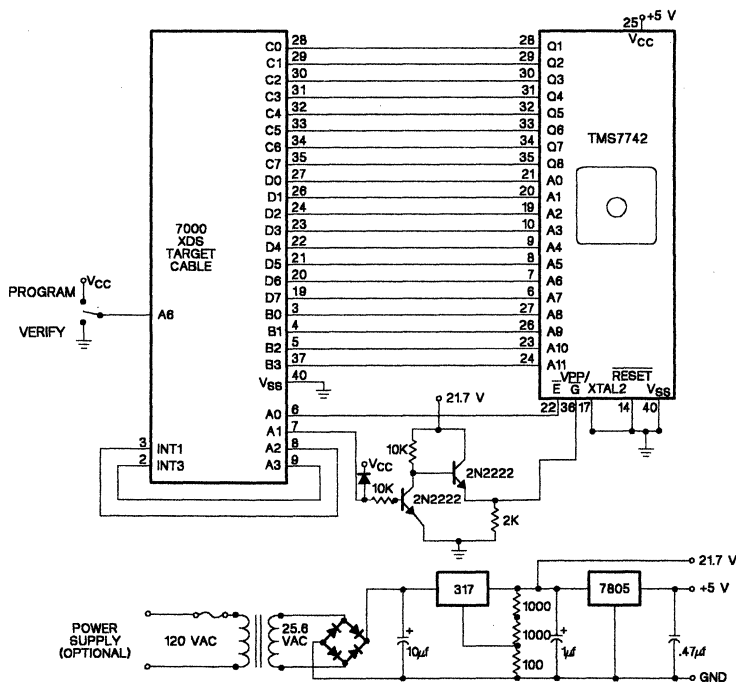 +5 V
25
VCC
C0 28 28 Q1
C1 29 29 Q2
C2 30 30 Q3
C3 31 31 Q4
C4 32 32 Q5
C5 33 33 Q6
C6 34 34 Q7
C7 35 35 Q8
D0 27 21 A0
D1 26 20 A1
D2 24 19 A2
D3 23 10 A3
D4 22 9 A4
D5 21 8 A5
D6 20 7 A6
D7 19 6 A7
B0 3 27 A8
B1 4 26 A9
B2 5 23 A10
B3 37 24 A11
VSS 40
A0 6
A1 7
A2 8
A3 9
3 INT1
2 INT3
7000
XDS
TARGET
CABLE
TMS7742
VCC
PROGRAM
A6
VERIFY
E VPP/G XTAL2 RESET VSS
22 36 17 14 40
21.7 V
10K
VCC
2N2222
10K
2N2222
2K
21.7 V
317
7805
+5 V
POWER
SUPPLY
(OPTIONAL)
120 VAC
25.6
VAC
+
10µf
1000
1000
100
+
1µf
.47µf
GND